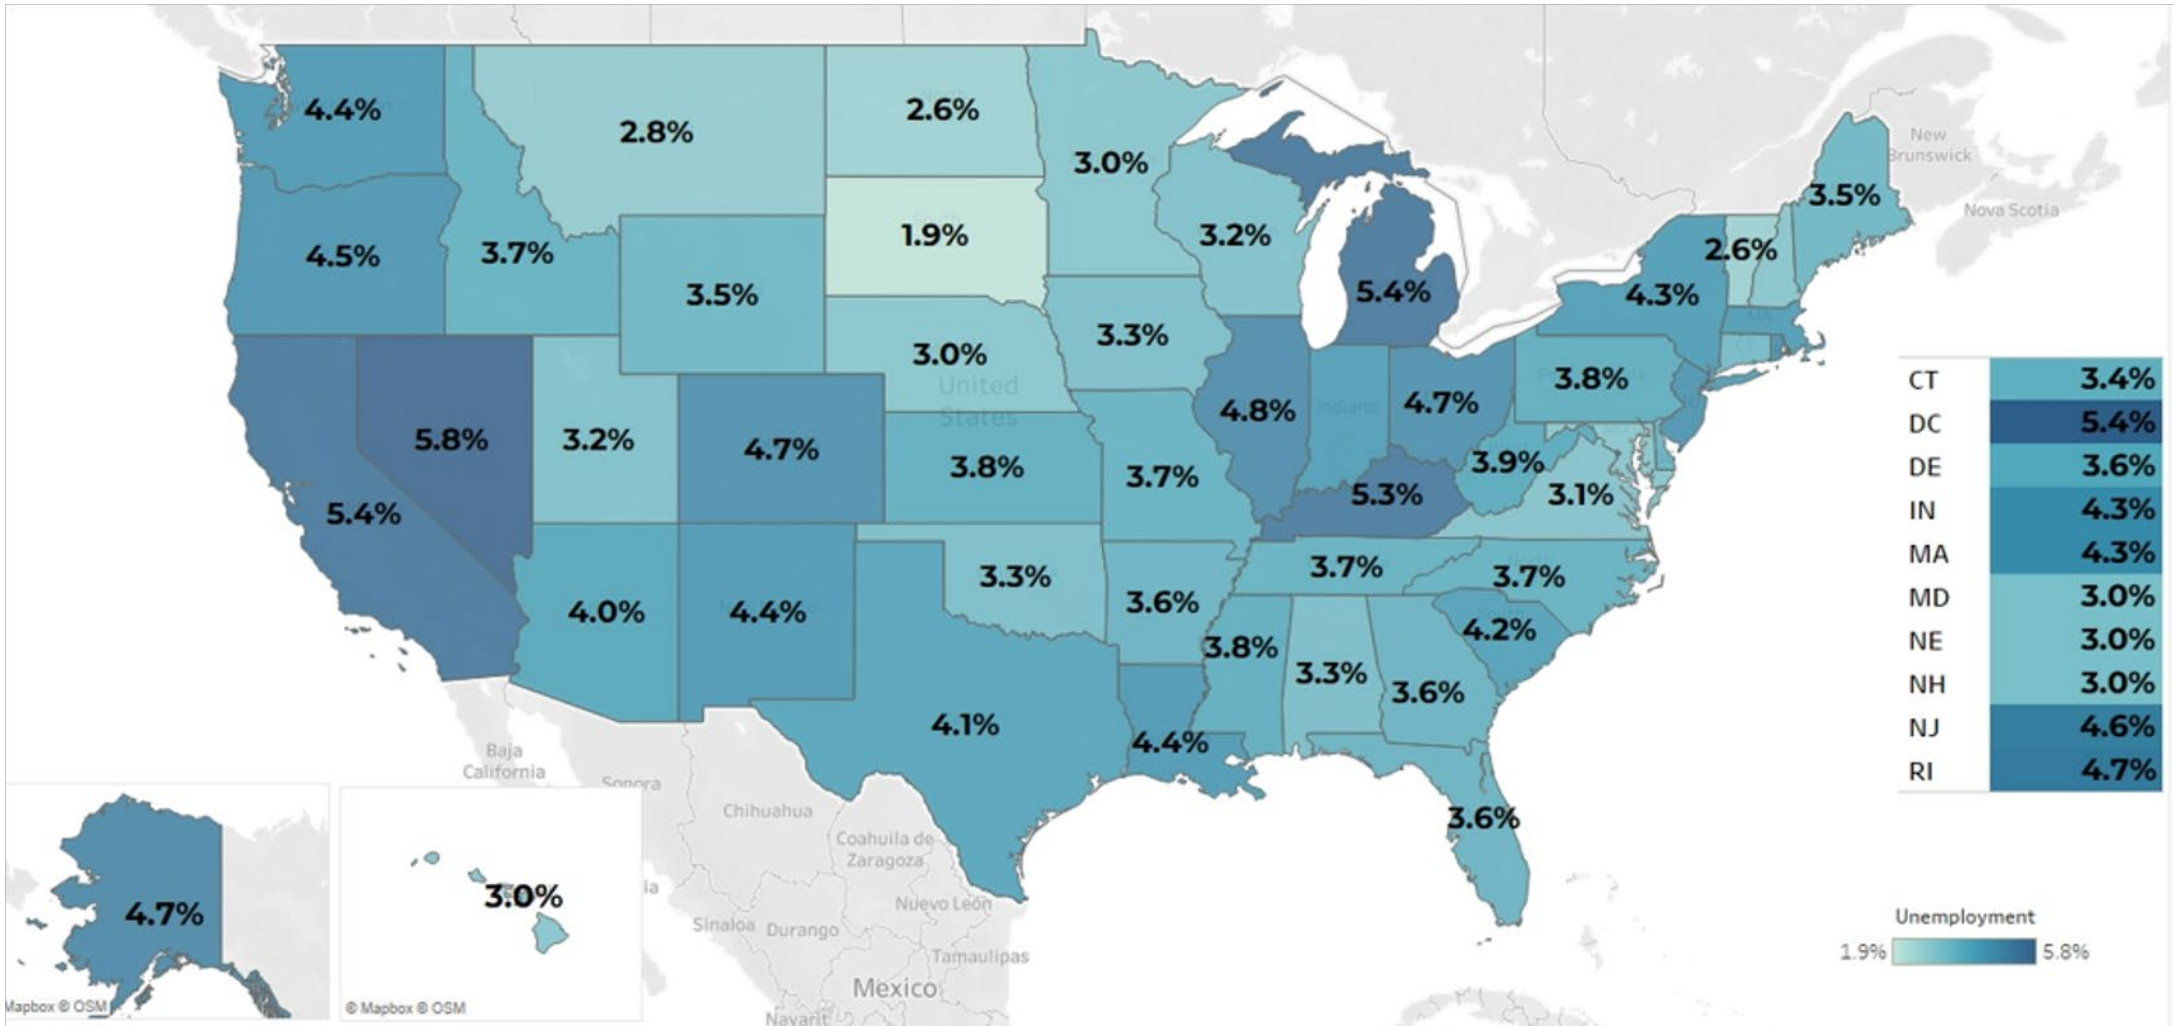 4.4%
2.8%
2.6%
3.0%
New
Brunswick
3.5%
Nova Scotia
4.5%
3.7%
3.5%
1.9%
3.2%
5.4%
4.3%
2.6%
3.0%
United
States
3.3%
4.8%
Indiana
4.7%
3.8%
5.4%
5.8%
3.2%
4.7%
3.8%
3.7%
5.3%
3.9%
3.1%
4.0%
4.4%
3.3%
3.6%
3.7%
3.7%
South
4.2%
3.8%
3.3%
3.6%
4.1%
4.4%
3.6%
CT 3.4%
DC 5.4%
DE 3.6%
IN 4.3%
MA 4.3%
MD 3.0%
NE 3.0%
NH 3.0%
NJ 4.6%
RI 4.7%
Baja
California
Sonora
Chihuahua
Coahuila de
Zaragoza
Nuevo León
Sinaloa
Durango
Tamaulipas
Mexico
Nayarit
4.7%
Mapbox © OSM
3.0%
© Mapbox © OSM
Unemployment
1.9% 5.8%